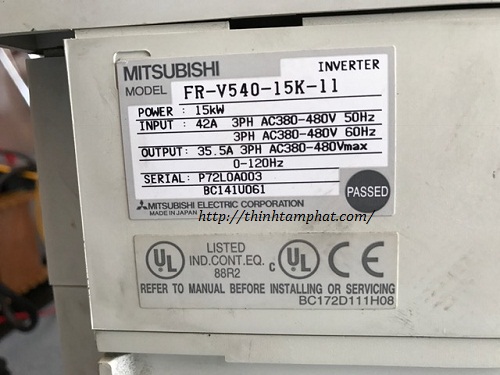 MITSUBISHI INVERTER
MODEL FR-V540-15K-11
POWER : 15kW
INPUT : 42A 3PH AC380-480V 50Hz
3PH AC380-480V 60Hz
OUTPUT: 35.5A 3PH AC380-480Vmax
0-120Hz
SERIAL: P72L0A003
BC141U061
PASSED
MITSUBISHI ELECTRIC CORPORATION
MADE IN JAPAN
http://thinhtamphat.com/
UL LISTED c UL
IND.CONT.EQ.
88R2
REFER TO MANUAL BEFORE INSTALLING OR SERVICING
BC172D111H08